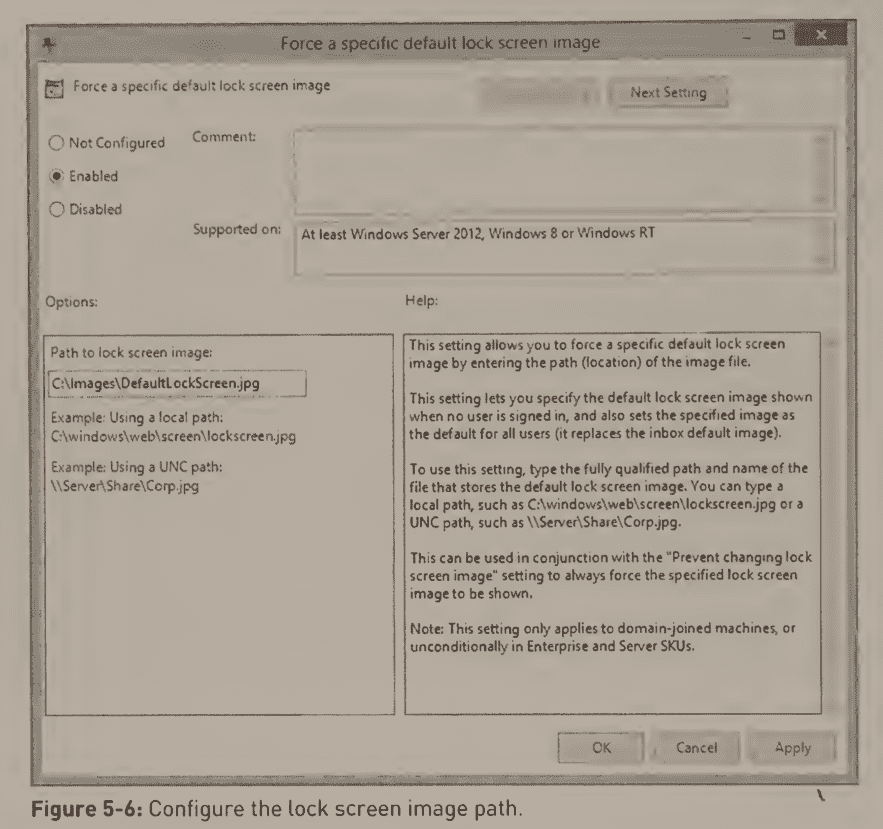 Force a specific default lock screen image
Force a specific default lock screen image
Next Setting
Not Configured
Comment:
Enabled
Disabled
Supported on:
At least Windows Server 2012, Windows 8 or Windows RT
Options:
Help:
Path to lock screen image:
C:\Images\DefaultLockScreen.jpg
Example: Using a local path:
C:\windows\web\screen\lockscreen.jpg
Example: Using a UNC path:
\\Server\Share\Corp.jpg
This setting allows you to force a specific default lock screen
image by entering the path (location) of the image file.
This setting lets you specify the default lock screen image shown
when no user is signed in, and also sets the specified image as
the default for all users (it replaces the inbox default image).
To use this setting, type the fully qualified path and name of the
file that stores the default lock screen image. You can type a
local path, such as C:\windows\web\screen\lockscreen.jpg or a
UNC path, such as \\Server\Share\Corp.jpg.
This can be used in conjunction with the "Prevent changing lock
screen image" setting to always force the specified lock screen
image to be shown.
Note: This setting only applies to domain-joined machines, or
unconditionally in Enterprise and Server SKUs.
OK
Cancel
Apply
Figure 5-6: Configure the lock screen image path.